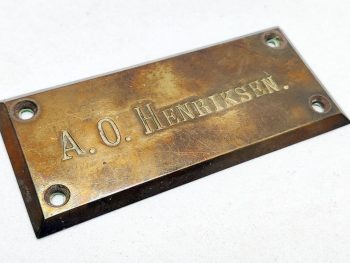 A. O. HENRIKSEN.